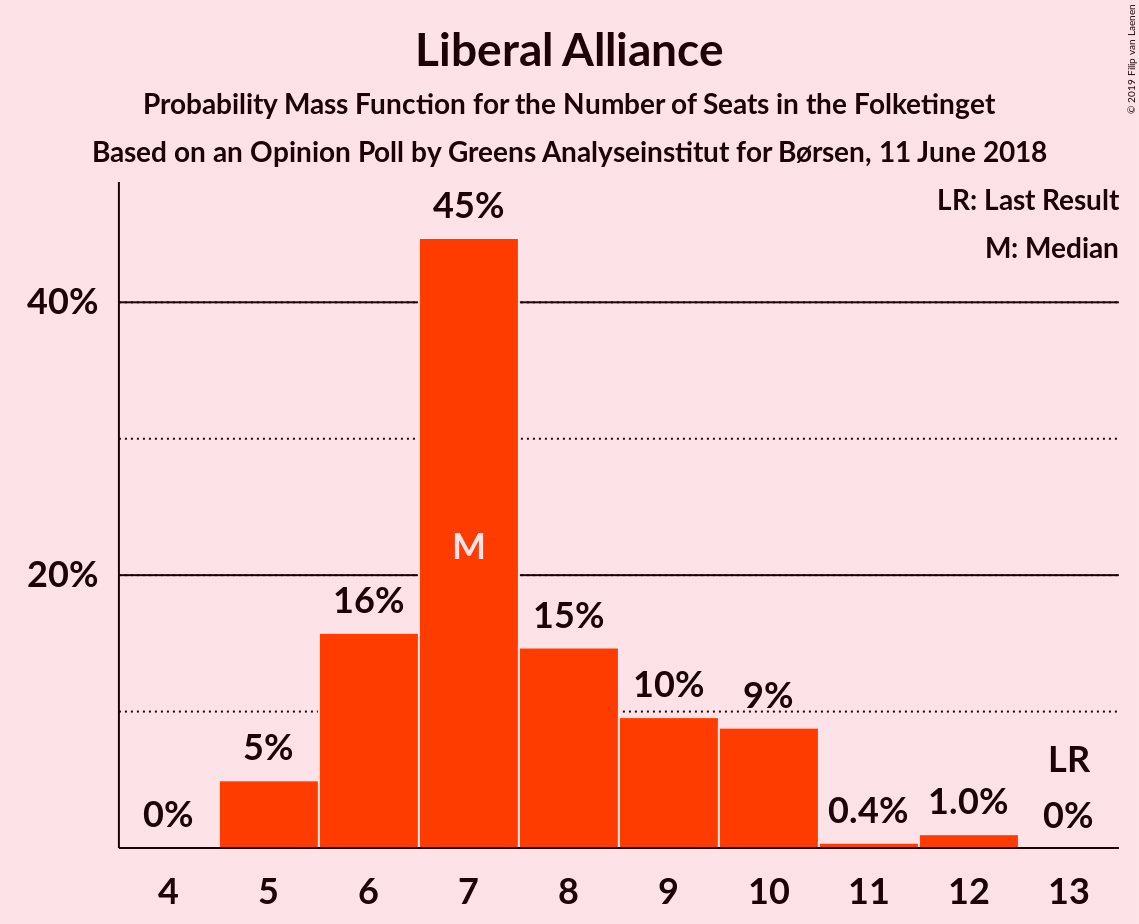 Liberal Alliance
Probability Mass Function for the Number of Seats in the Folketinget
Based on an Opinion Poll by Greens Analyseinstitut for Børsen, 11 June 2018
© 2019 Filip van Laenen
LR: Last Result
M: Median
45%
40%
M
20%
16%
15%
10%
9%
5%
LR
0%
0.4%
1.0%
0%
4 5 6 7 8 9 10 11 12 13